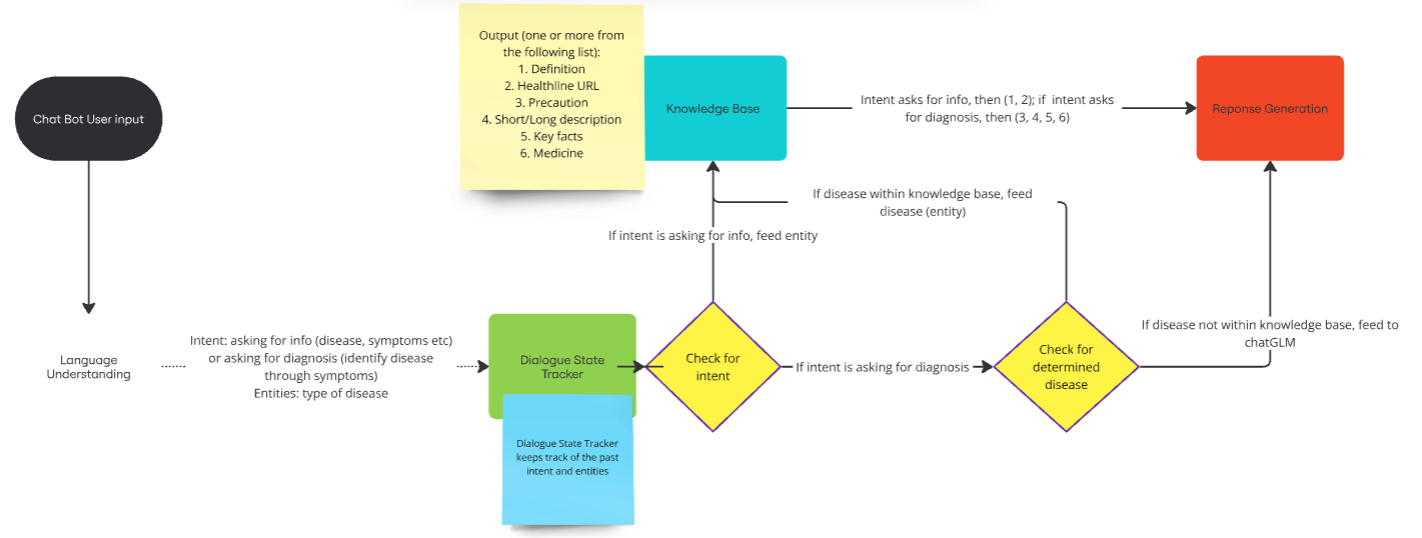 Output (one or more from
the following list):
1. Definition
2. Healthline URL
3. Precaution
4. Short/Long description
5. Key facts
6. Medicine
Chat Bot User input
Knowledge Base
Intent asks for info, then (1, 2); if intent asks
for diagnosis, then (3, 4, 5, 6)
Reponse Generation
If disease within knowledge base, feed
disease (entity)
If intent is asking for info, feed entity
Language
Understanding
Intent: asking for info (disease, symptoms etc)
or asking for diagnosis (identify disease
through symptoms)
Entities: type of disease
Dialogue State
Tracker
Dialogue State Tracker
keeps track of the past
intent and entities
Check for
intent
If intent is asking for diagnosis
Check for
determined
disease
If disease not within knowledge base, feed to
chatGLM